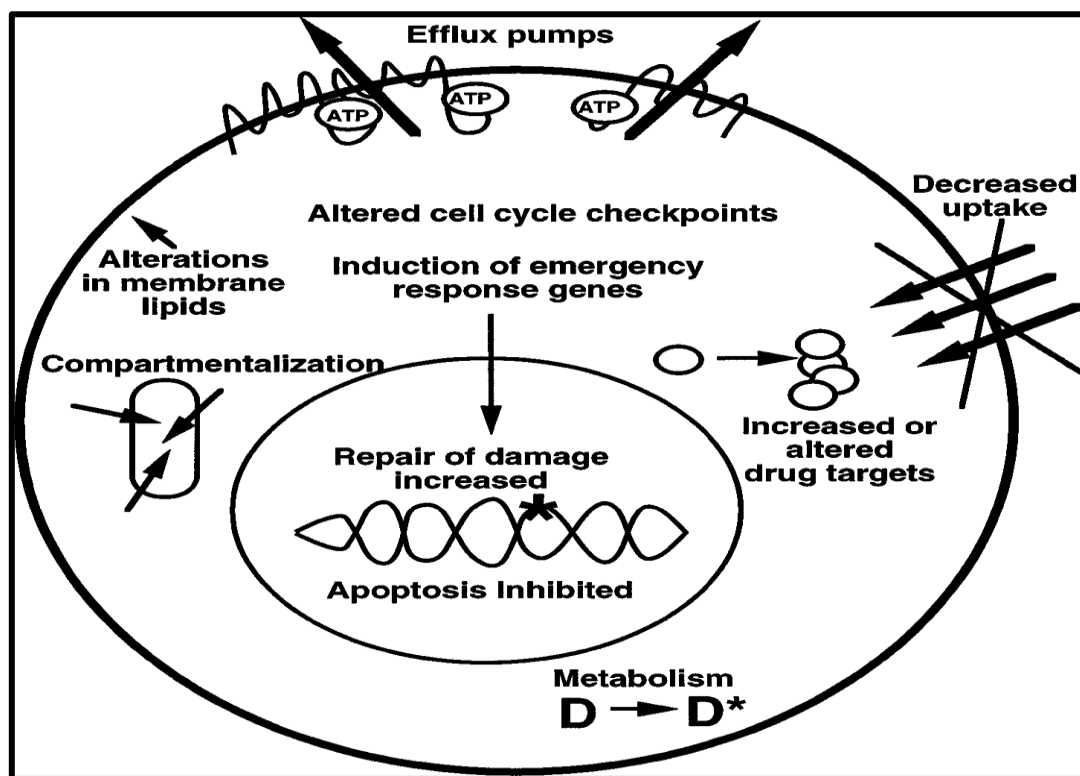 Efflux pumps
ATP
ATP
ATP
Decreased
uptake
Altered cell cycle checkpoints
Alterations
in membrane
lipids
Induction of emergency
response genes
Compartmentalization
Increased or
altered
drug targets
Repair of damage
increased
*
Apoptosis Inhibited
Metabolism
D D*